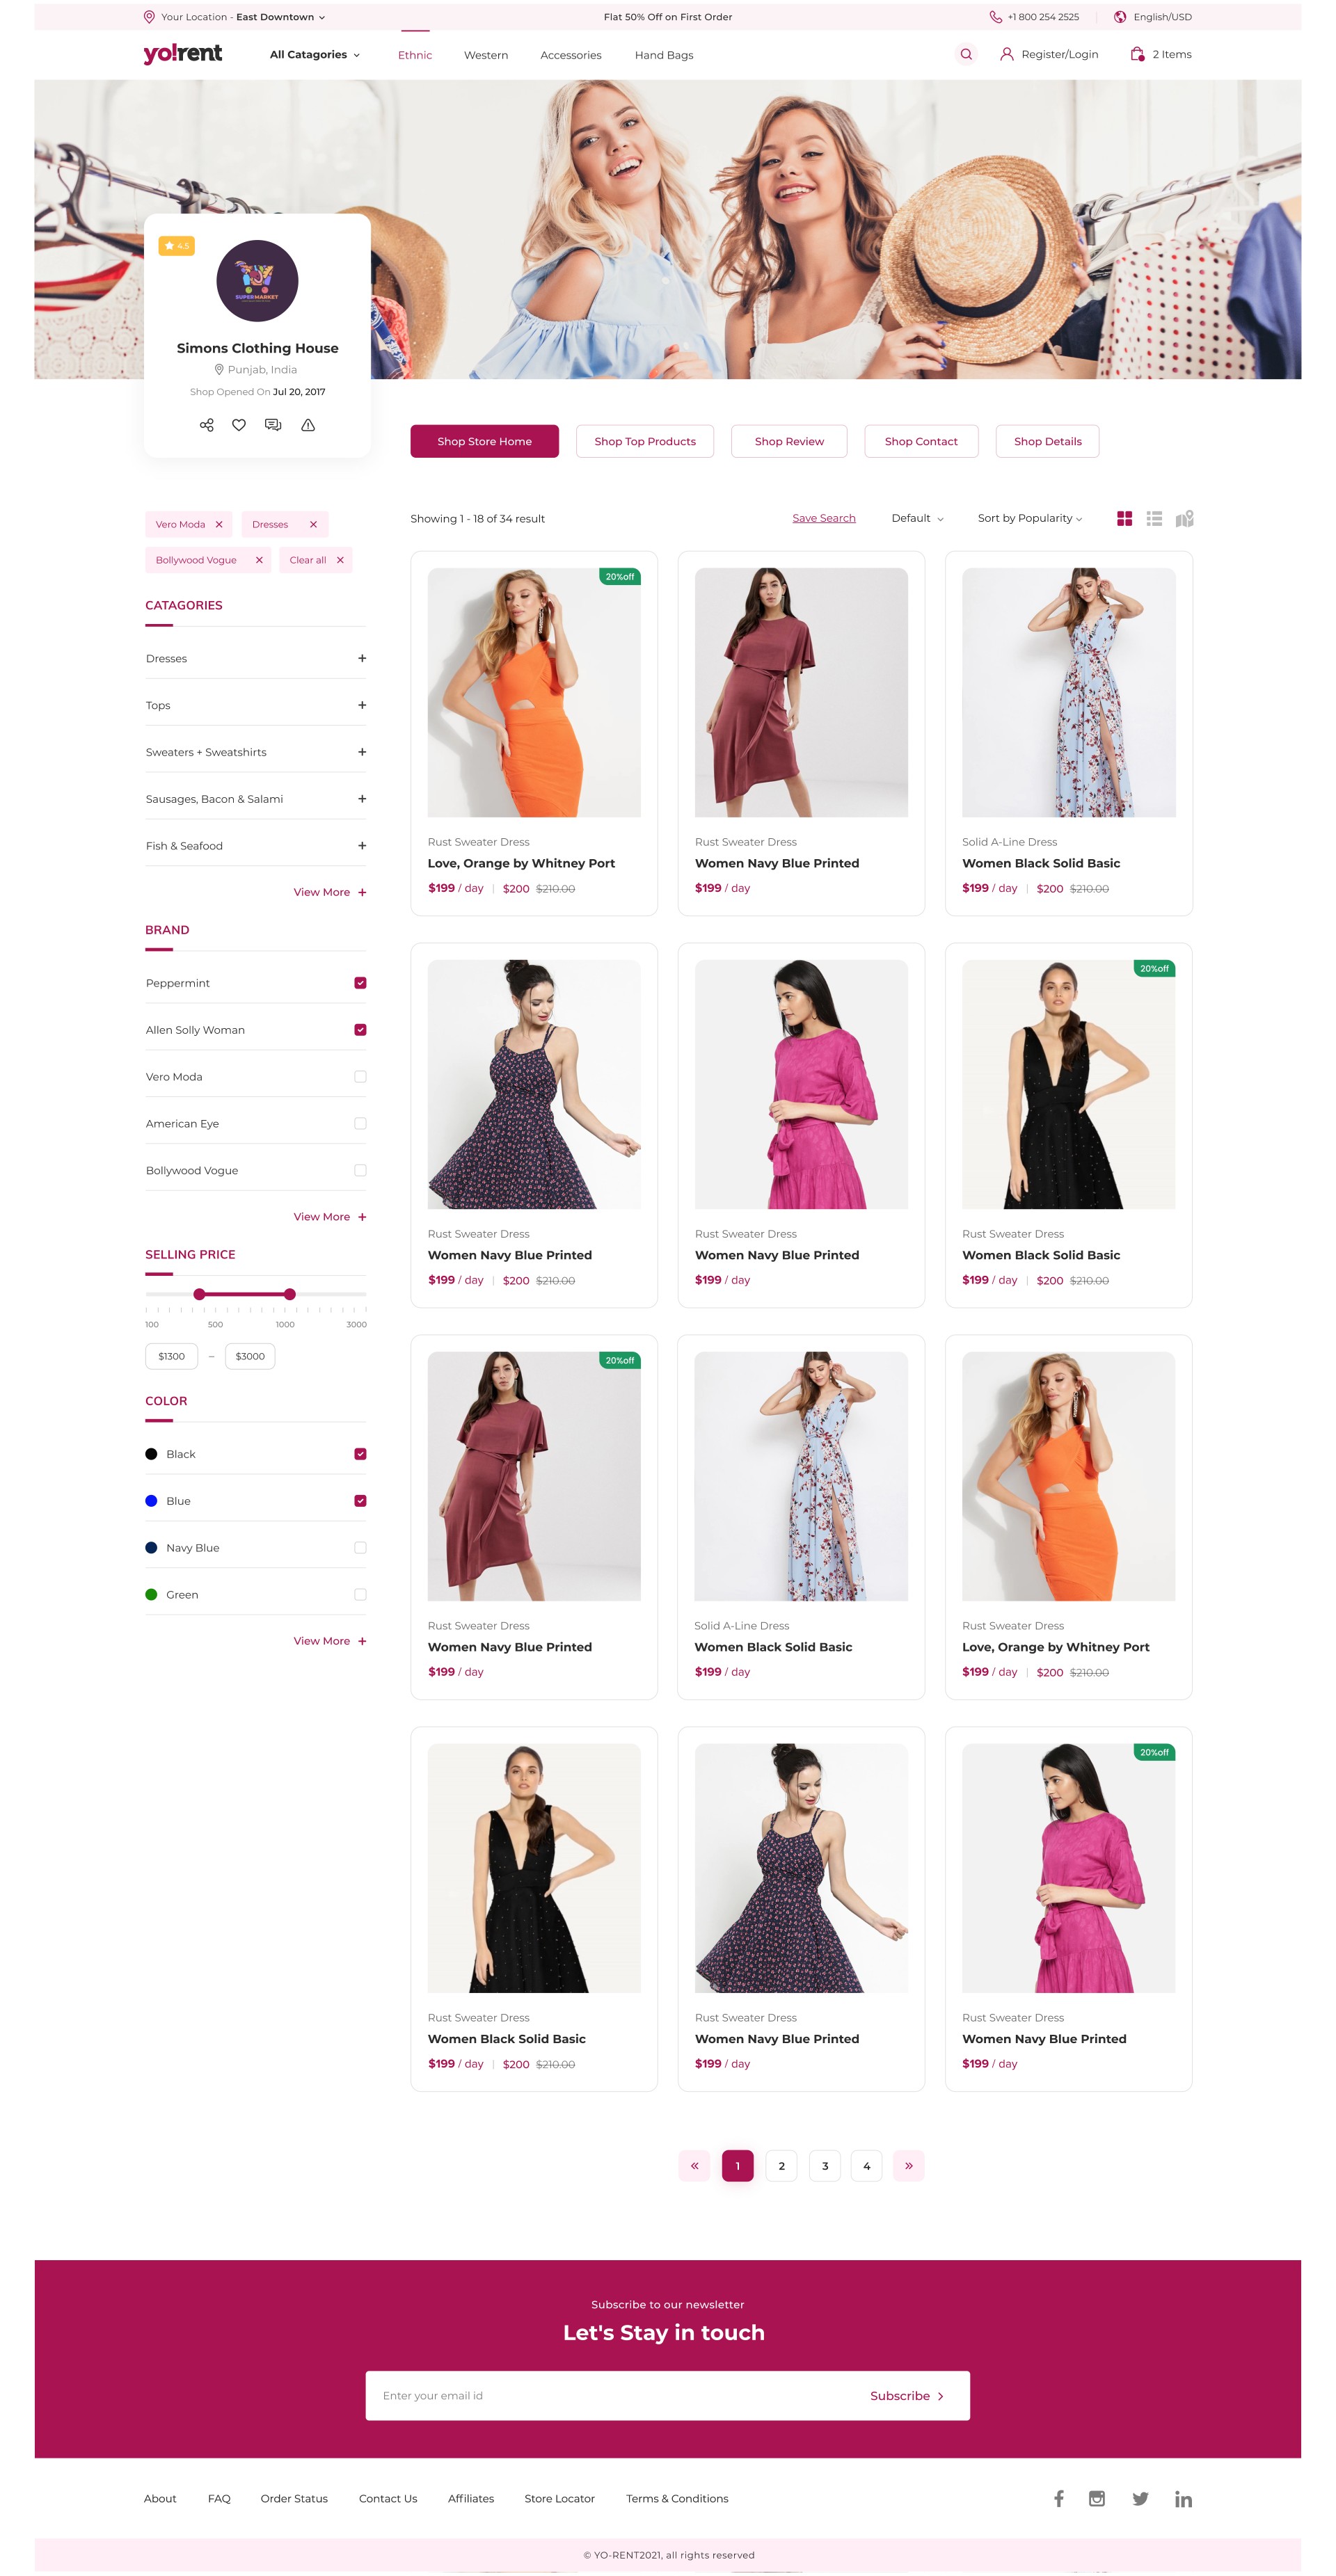 Your Location - East Downtown
Flat 50% Off on First Order
+1 800 254 2525
English/USD
yo!rent
All Catagories
Ethnic
Western
Accessories
Hand Bags
Register/Login
2 Items
4.5
SUPERMARKET
Simons Clothing House
Punjab, India
Shop Opened On Jul 20, 2017
Shop Store Home
Shop Top Products
Shop Review
Shop Contact
Shop Details
Vero Moda
Dresses
Bollywood Vogue
Clear all
CATAGORIES
Dresses
Tops
Sweaters + Sweatshirts
Sausages, Bacon & Salami
Fish & Seafood
View More +
BRAND
Peppermint
Allen Solly Woman
Vero Moda
American Eye
Bollywood Vogue
View More +
SELLING PRICE
100 500 1000 3000
$1300 – $3000
COLOR
Black
Blue
Navy Blue
Green
View More +
Showing 1 - 18 of 34 result
Save Search
Default
Sort by Popularity
20%off
Rust Sweater Dress
Love, Orange by Whitney Port
$199 / day | $200 $210.00
Rust Sweater Dress
Women Navy Blue Printed
$199 / day
Solid A-Line Dress
Women Black Solid Basic
$199 / day | $200 $210.00
Rust Sweater Dress
Women Navy Blue Printed
$199 / day | $200 $210.00
Rust Sweater Dress
Women Navy Blue Printed
$199 / day
20%off
Rust Sweater Dress
Women Black Solid Basic
$199 / day | $200 $210.00
20%off
Rust Sweater Dress
Women Navy Blue Printed
$199 / day
Solid A-Line Dress
Women Black Solid Basic
$199 / day
Rust Sweater Dress
Love, Orange by Whitney Port
$199 / day | $200 $210.00
Rust Sweater Dress
Women Black Solid Basic
$199 / day | $200 $210.00
Rust Sweater Dress
Women Navy Blue Printed
$199 / day
20%off
Rust Sweater Dress
Women Navy Blue Printed
$199 / day
« 1 2 3 4 »
Subscribe to our newsletter
Let's Stay in touch
Enter your email id
Subscribe
About
FAQ
Order Status
Contact Us
Affiliates
Store Locator
Terms & Conditions
© YO-RENT2021, all rights reserved